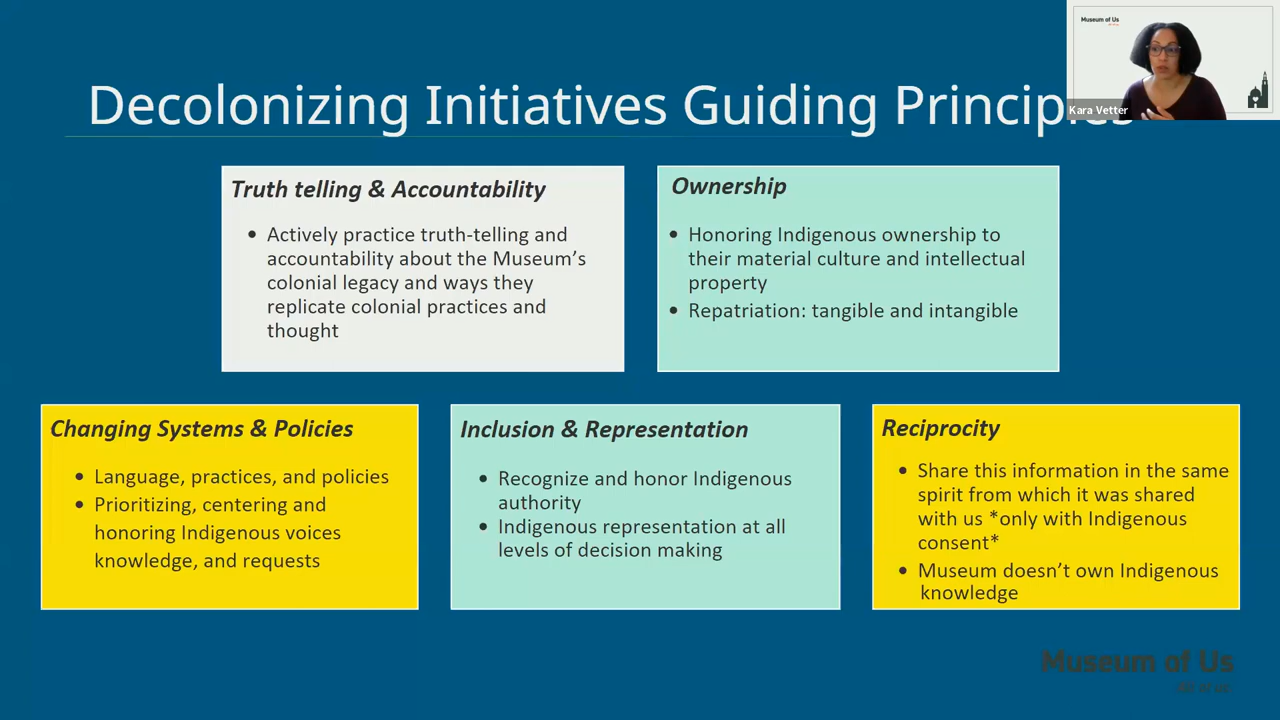 Museum of Us
Kara Vetter
Decolonizing Initiatives Guiding Principles
Truth telling & Accountability
• Actively practice truth-telling and
accountability about the Museum’s
colonial legacy and ways they
replicate colonial practices and
thought
Ownership
• Honoring Indigenous ownership to
their material culture and intellectual
property
• Repatriation: tangible and intangible
Changing Systems & Policies
• Language, practices, and policies
• Prioritizing, centering and
honoring Indigenous voices
knowledge, and requests
Inclusion & Representation
• Recognize and honor Indigenous
authority
• Indigenous representation at all
levels of decision making
Reciprocity
• Share this information in the same
spirit from which it was shared
with us *only with Indigenous
consent*
• Museum doesn’t own Indigenous
knowledge
Museum of Us